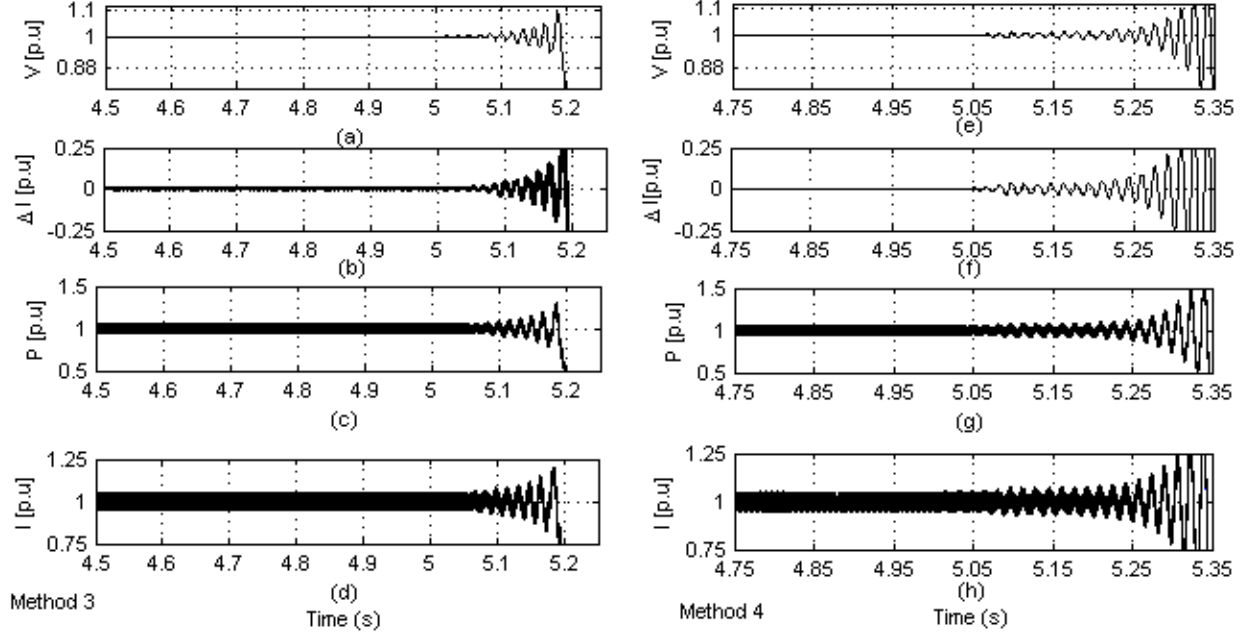 V [p.u]
1.1
1
0.88
4.5 4.6 4.7 4.8 4.9 5 5.1 5.2
(a)
Δ I [p.u]
0.25
0
-0.25
4.5 4.6 4.7 4.8 4.9 5 5.1 5.2
(b)
P [p.u]
1.5
1
0.5
4.5 4.6 4.7 4.8 4.9 5 5.1 5.2
(c)
I [p.u]
1.25
1
0.75
4.5 4.6 4.7 4.8 4.9 5 5.1 5.2
(d)
Method 3
Time (s)
V [p.u]
1.1
1
0.88
4.75 4.85 4.95 5.05 5.15 5.25 5.35
(e)
Δ I [p.u]
0.25
0
-0.25
4.75 4.85 4.95 5.05 5.15 5.25 5.35
(f)
P [p.u]
1.5
1
0.5
4.75 4.85 4.95 5.05 5.15 5.25 5.35
(g)
I [p.u]
1.25
1
0.75
4.75 4.85 4.95 5.05 5.15 5.25 5.35
(h)
Method 4
Time (s)